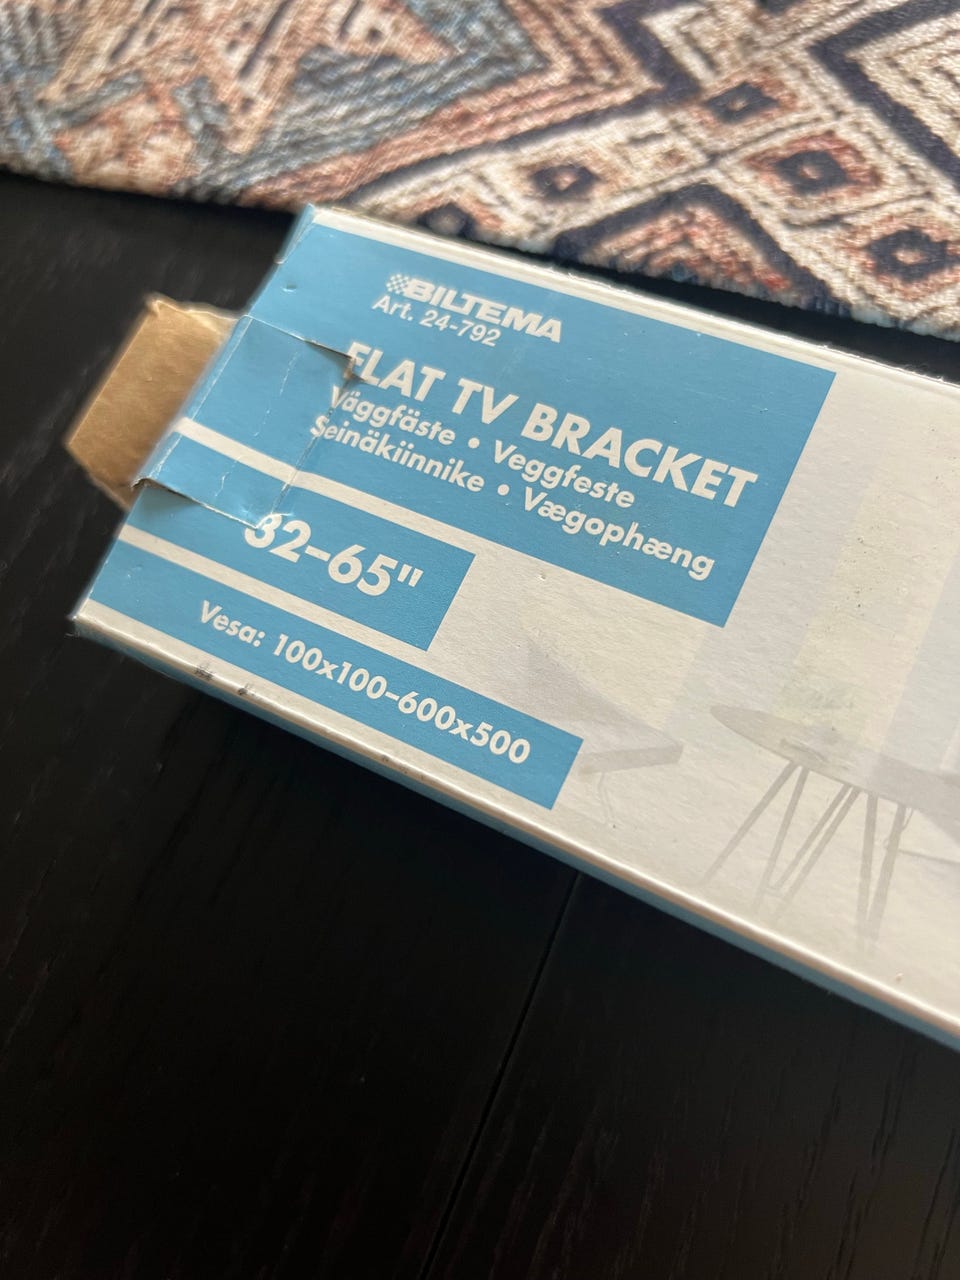 BILTEMA
Art. 24-792
FLAT TV BRACKET
Väggfäste • Veggfeste
Seinäkiinnike • Vægophæng
32-65"
Vesa: 100x100-600x500